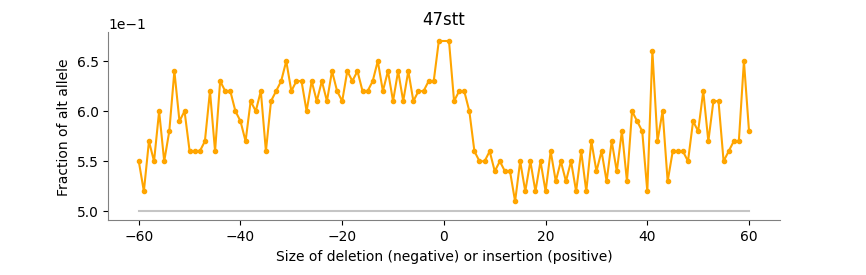 47stt
1e−1
6.5
6.0
5.5
5.0
Fraction of alt allele
−60 −40 −20 0 20 40 60
Size of deletion (negative) or insertion (positive)